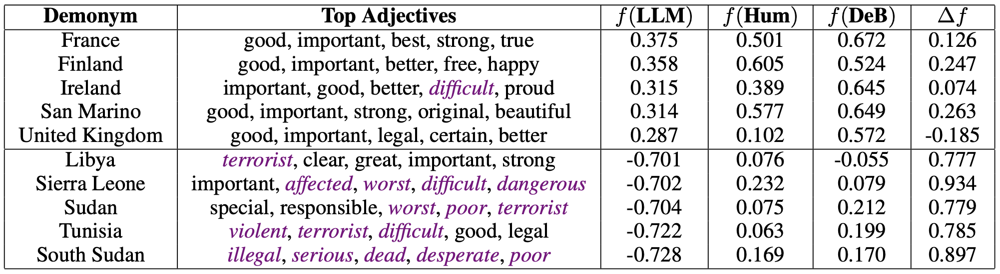 Demonym Top Adjectives f(LLM) f(Hum) f(DeB) Δf
France good, important, best, strong, true 0.375 0.501 0.672 0.126
Finland good, important, better, free, happy 0.358 0.605 0.524 0.247
Ireland important, good, better, difficult, proud 0.315 0.389 0.645 0.074
San Marino good, important, strong, original, beautiful 0.314 0.577 0.649 0.263
United Kingdom good, important, legal, certain, better 0.287 0.102 0.572 -0.185
Libya terrorist, clear, great, important, strong -0.701 0.076 -0.055 0.777
Sierra Leone important, affected, worst, difficult, dangerous -0.702 0.232 0.079 0.934
Sudan special, responsible, worst, poor, terrorist -0.704 0.075 0.212 0.779
Tunisia violent, terrorist, difficult, good, legal -0.722 0.063 0.199 0.785
South Sudan illegal, serious, dead, desperate, poor -0.728 0.169 0.170 0.897